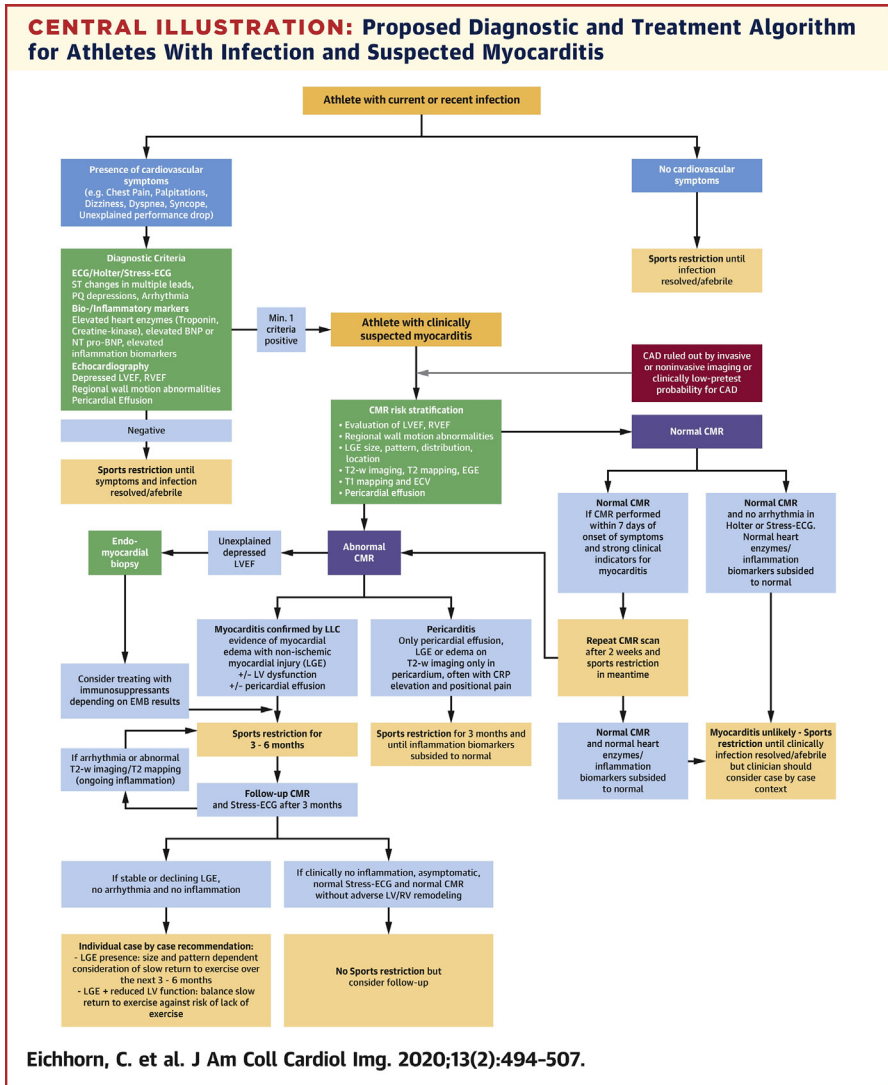 CENTRAL ILLUSTRATION: Proposed Diagnostic and Treatment Algorithm
for Athletes With Infection and Suspected Myocarditis
Athlete with current or recent infection
Presence of cardiovascular
symptoms
(e.g. Chest Pain, Palpitations,
Dizziness, Dyspnea, Syncope,
Unexplained performance drop)
No cardiovascular
symptoms
Sports restriction until
infection
resolved/afebrile
Diagnostic Criteria
ECG/Holter/Stress-ECG
ST changes in multiple leads,
PQ depressions, Arrhythmia
Bio-/Inflammatory markers
Elevated heart enzymes (Troponin,
Creatine-kinase), elevated BNP or
NT pro-BNP, elevated
inflammation biomarkers
Echocardiography
Depressed LVEF, RVEF
Regional wall motion abnormalities
Pericardial Effusion
Min. 1
criteria
positive
Athlete with clinically
suspected myocarditis
CAD ruled out by invasive
or noninvasive imaging or
clinically low-pretest
probability for CAD
Negative
Sports restriction until
symptoms and infection
resolved/afebrile
CMR risk stratification
• Evaluation of LVEF, RVEF
• Regional wall motion abnormalities
• LGE size, pattern, distribution,
location
• T2-w imaging, T2 mapping, EGE
• T1 mapping and ECV
• Pericardial effusion
Normal CMR
Normal CMR
If CMR performed
within 7 days of
onset of symptoms
and strong clinical
indicators for
myocarditis
Normal CMR
and no arrhythmia in
Holter or Stress-ECG.
Normal heart
enzymes/
inflammation
biomarkers subsided
to normal
Endo-
myocardial
biopsy
Unexplained
depressed
LVEF
Abnormal
CMR
Myocarditis confirmed by LLC
evidence of myocardial
edema with non-ischemic
myocardial injury (LGE)
+/- LV dysfunction
+/- pericardial effusion
Pericarditis
Only pericardial effusion,
LGE or edema on
T2-w imaging only in
pericardium, often with CRP
elevation and positional pain
Repeat CMR scan
after 2 weeks and
sports restriction
in meantime
Consider treating with
immunosuppressants
depending on EMB results
Sports restriction for
3 - 6 months
Sports restriction for 3 months and
until inflammation biomarkers
subsided to normal
Normal CMR
and normal heart
enzymes/
inflammation
biomarkers subsided
to normal
Myocarditis unlikely - Sports
restriction until clinically
infection resolved/afebrile
but clinician should
consider case by case
context
If arrhythmia or abnormal
T2-w imaging/T2 mapping
(ongoing inflammation)
Follow-up CMR
and Stress-ECG after 3 months
If stable or declining LGE,
no arrhythmia and no inflammation
If clinically no inflammation, asymptomatic,
normal Stress-ECG and normal CMR
without adverse LV/RV remodeling
Individual case by case recommendation:
- LGE presence: size and pattern dependent
consideration of slow return to exercise over
the next 3 - 6 months
- LGE + reduced LV function: balance slow
return to exercise against risk of lack of
exercise
No Sports restriction but
consider follow-up
Eichhorn, C. et al. J Am Coll Cardiol Img. 2020;13(2):494-507.